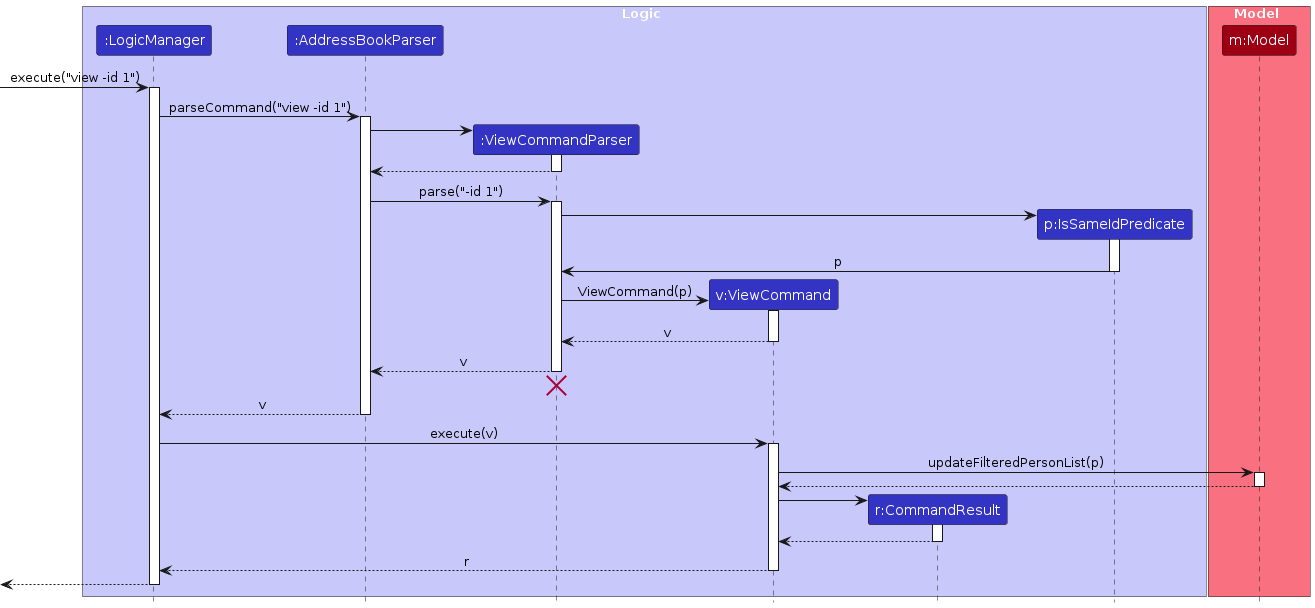 Logic
Model
:LogicManager
:AddressBookParser
m:Model
execute("view -id 1")
parseCommand("view -id 1")
:ViewCommandParser
parse("-id 1")
p:IsSameIdPredicate
p
ViewCommand(p)
v:ViewCommand
v
v
v
execute(v)
updateFilteredPersonList(p)
r:CommandResult
r